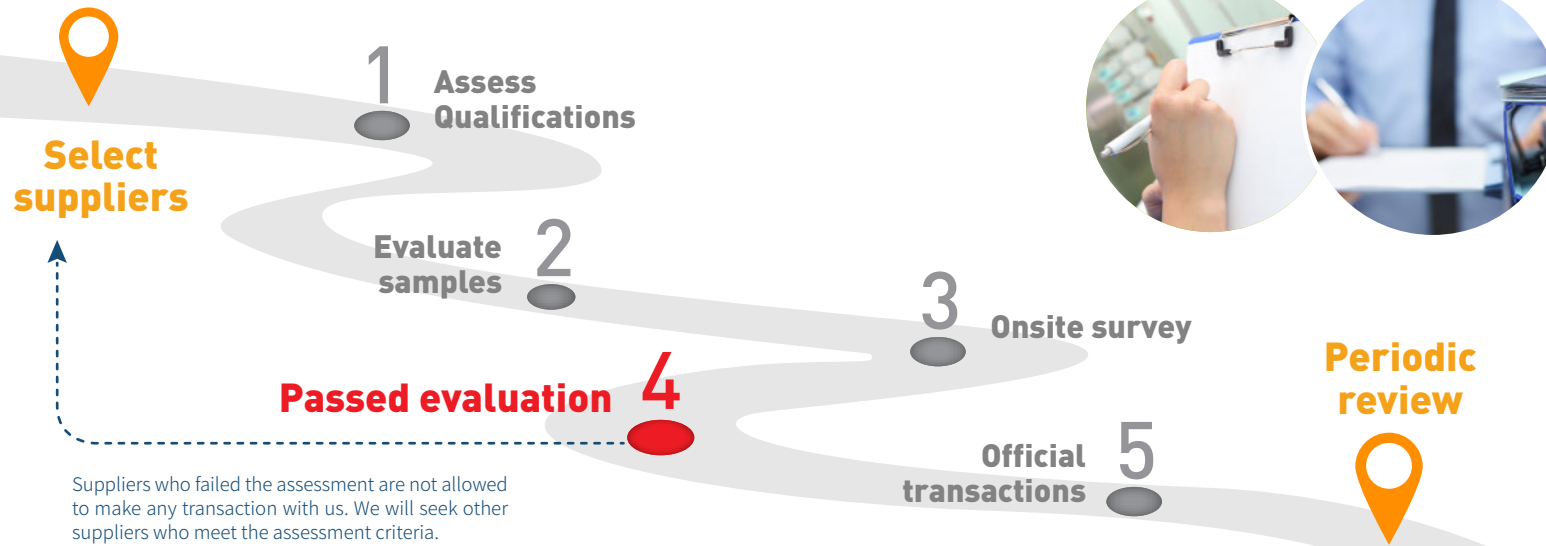 Select
suppliers
1
Assess
Qualifications
2
Evaluate
samples
3
Onsite survey
4
Passed evaluation
Suppliers who failed the assessment are not allowed
to make any transaction with us. We will seek other
suppliers who meet the assessment criteria.
5
Official
transactions
Periodic
review